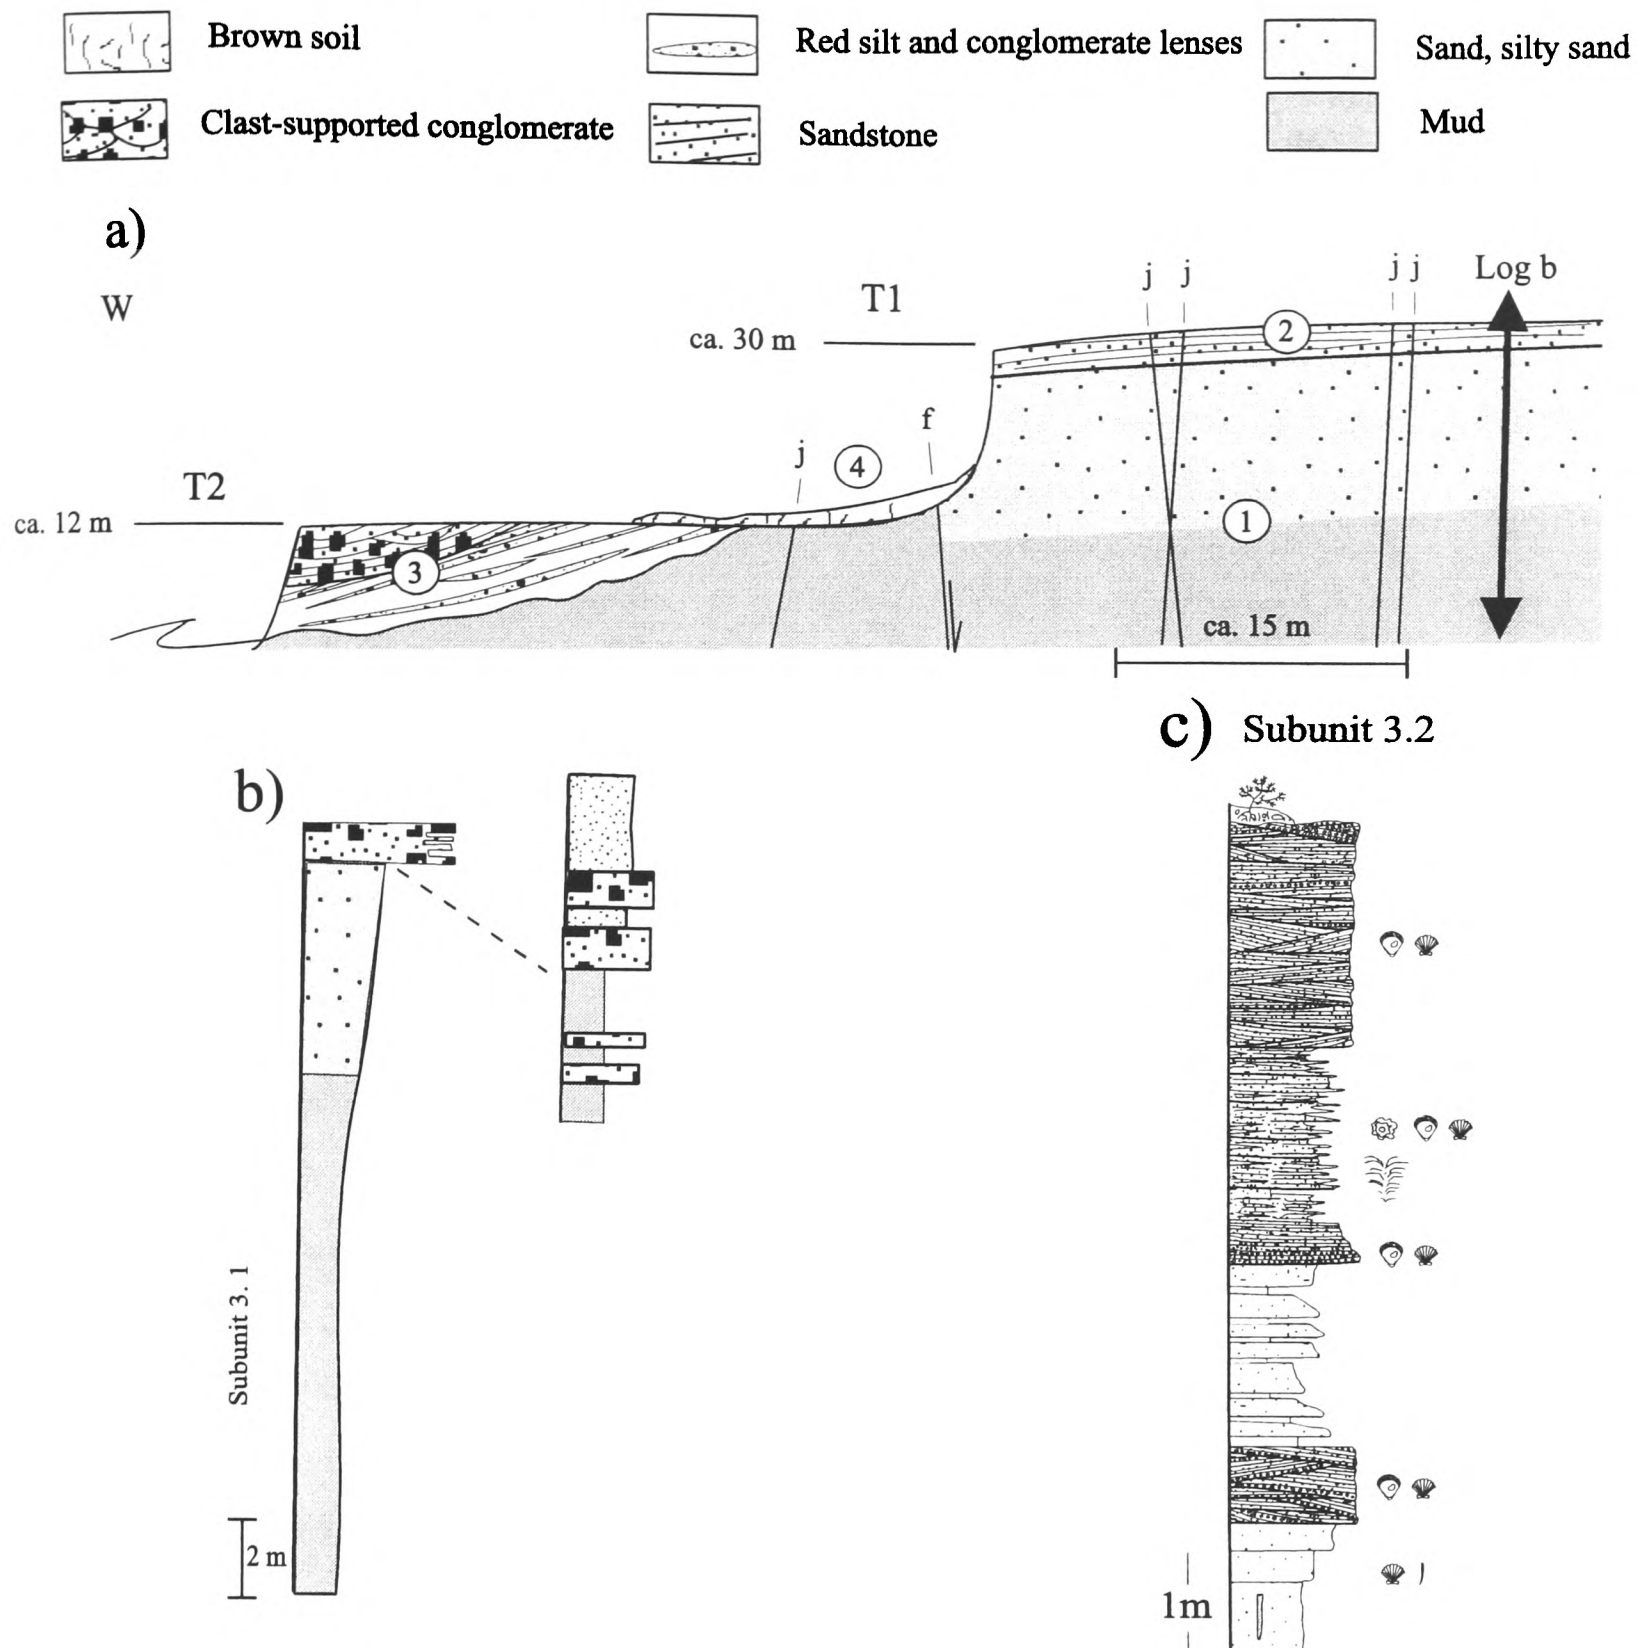 Brown soil
Red silt and conglomerate lenses
Sand, silty sand
Clast-supported conglomerate
Sandstone
Mud
a)
W
T1
ca. 30 m
j j
j j
Log b
2
f
j
4
T2
ca. 12 m
1
3
ca. 15 m
c) Subunit 3.2
b)
Subunit 3. 1
2 m
1m